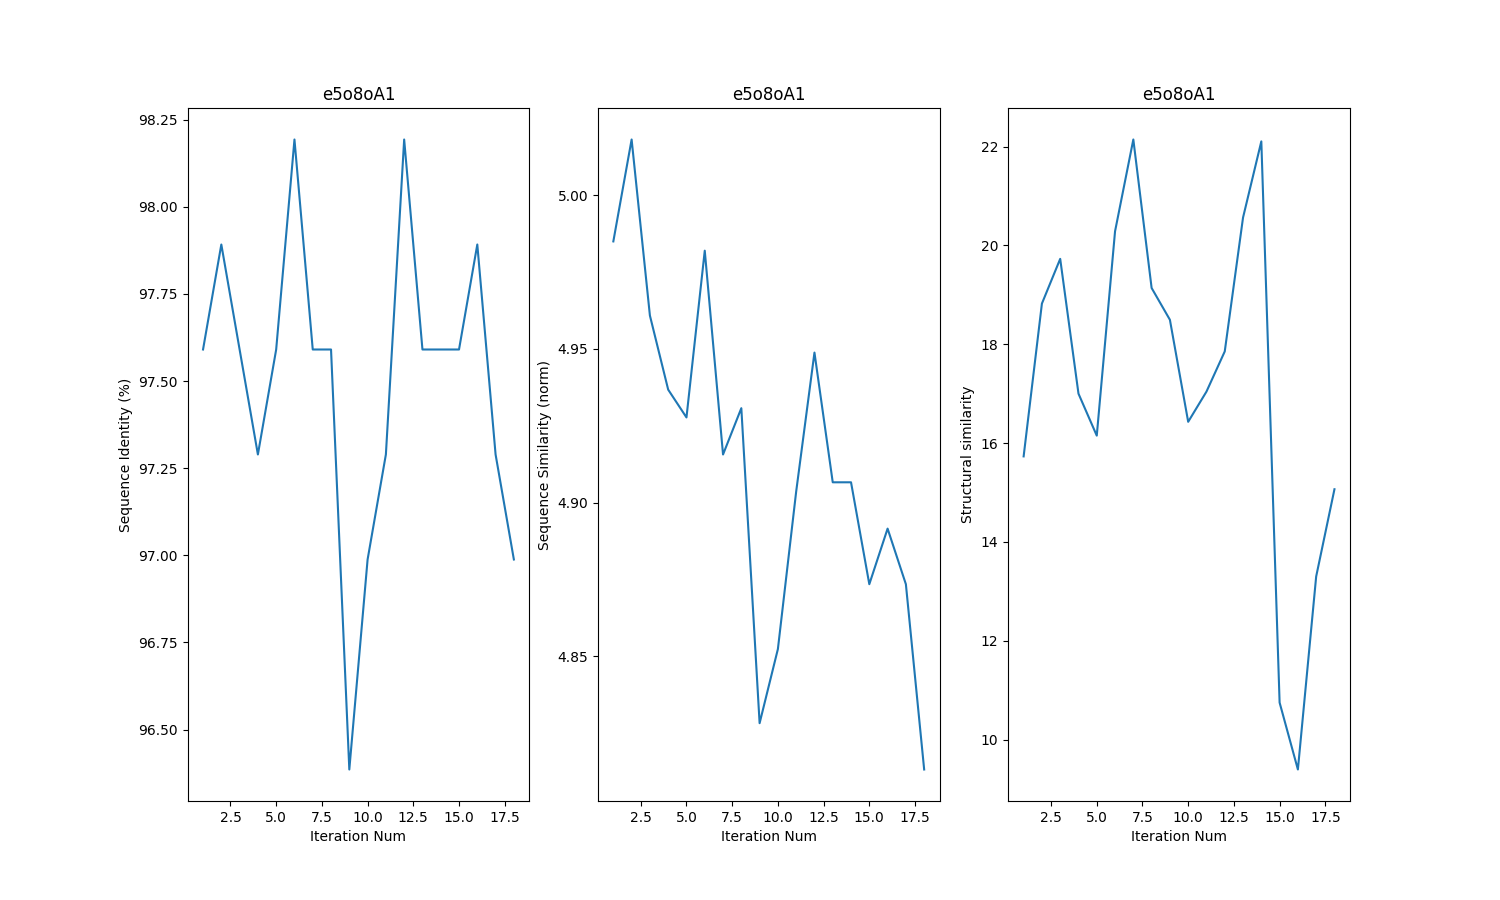 e5o8oA1
98.25
98.00
97.75
97.50
97.25
97.00
96.75
96.50
Sequence Identity (%)
2.5 5.0 7.5 10.0 12.5 15.0 17.5
Iteration Num
e5o8oA1
5.00
4.95
4.90
4.85
Sequence Similarity (norm)
2.5 5.0 7.5 10.0 12.5 15.0 17.5
Iteration Num
e5o8oA1
22
20
18
16
14
12
10
Structural similarity
2.5 5.0 7.5 10.0 12.5 15.0 17.5
Iteration Num